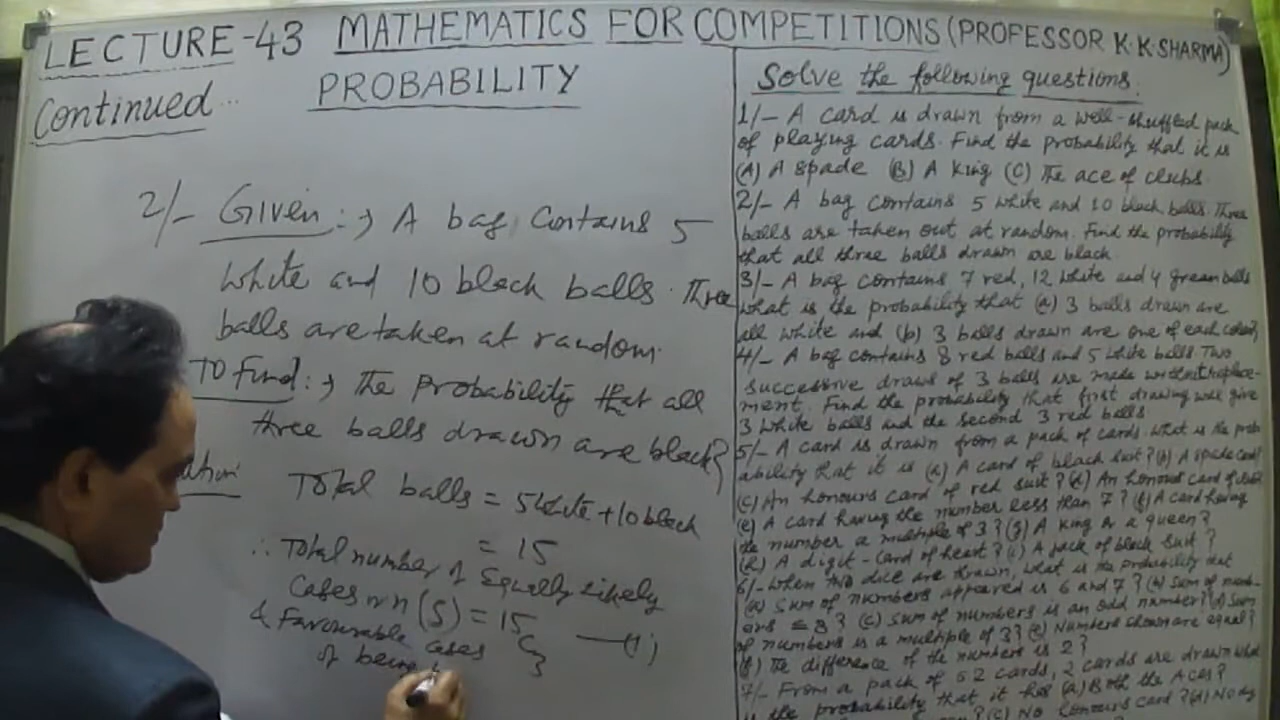 LECTURE-43 MATHEMATICS FOR COMPETITIONS (PROFESSOR K.K.SHARMA)
Continued... PROBABILITY
2/- Given:→ A bag contains 5
white and 10 black balls. Three
balls are taken at random.
To Find:→ The Probability that all
three balls drawn are black?
Total balls = 5 white + 10 black
= 15
∴ Total number of Equally likely
Cases or n(S) = 15C3 —(1)
& Favourable cases
of being
Solve the following questions.
1/- A card is drawn from a well-shuffled pack
of playing cards. Find the probability that it is
(A) A spade (B) A King (C) The ace of clubs.
2/- A bag contains 5 white and 10 black balls. Three
balls are taken out at random. Find the probability
that all three balls drawn are black.
3/- A bag contains 7 red, 12 white and 4 green balls
what is the probability that (a) 3 balls drawn are
all white and (b) 3 balls drawn are one of each colour?
4/- A bag contains 8 red balls and 5 white balls. Two
successive draws of 3 balls are made without replace-
ment. Find the probability that first drawing will give
3 white balls and the second 3 red balls.
5/- A card is drawn from a pack of cards. what is the prob
ability that it is (a) A card of black suit? (b) A spade card
(c) An honours card of red suit? (d) An honours card of
(e) A card having the number less than 7? (f) A card having
the number a multiple of 3? (g) A king or a queen?
(h) A digit-card of heart? (i) A jack of black suit?
6/- When two dice are thrown, what is the probability that
(a) Sum of numbers appeared is 6 and 7? (b) Sum of numb-
ers ≤ 8? (c) Sum of numbers is an odd number? (d) Sum
of numbers is a multiple of 3? (e) Numbers shown are equal?
(f) The difference of the numbers is 2?
7/- From a pack of 52 cards, 2 cards are drawn what
is the probability that it has (a) Both the Aces?
? (c) No honours card? (d) No